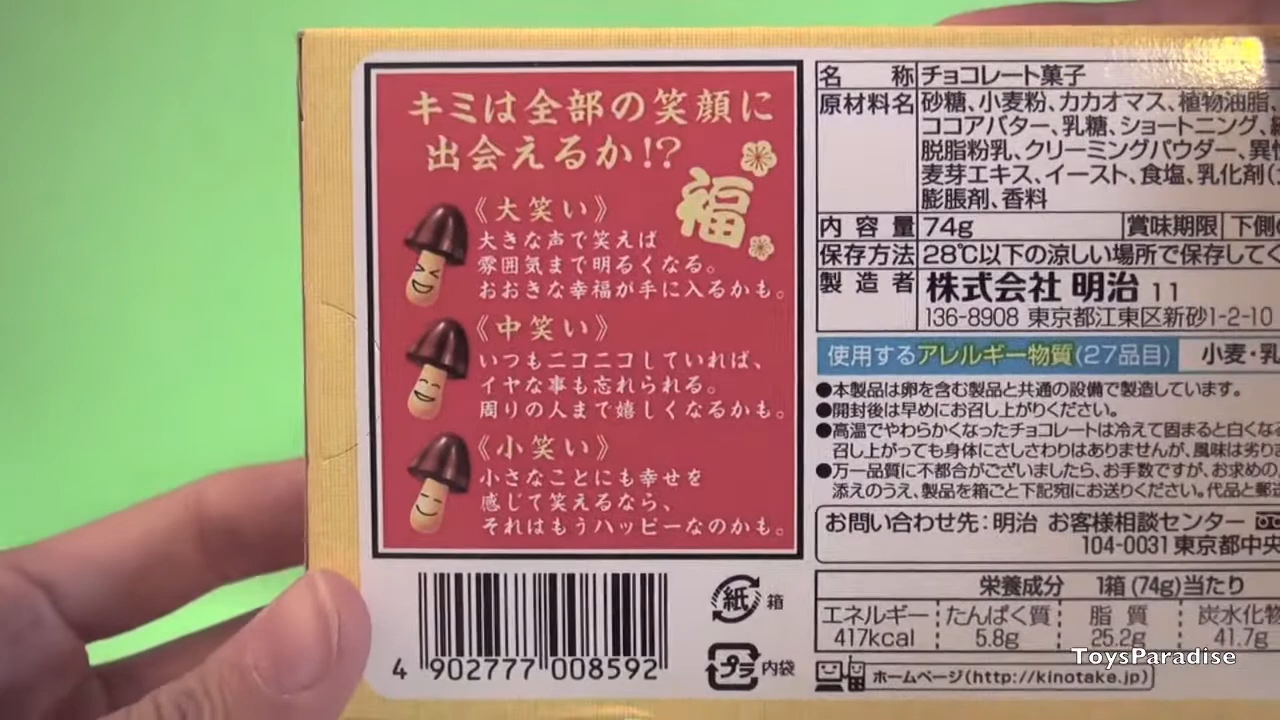 キミは全部の笑顔に
出会えるか!?
福
《大笑い》
大きな声で笑えば
雰囲気まで明るくなる。
おおきな幸福が手に入るかも。
《中笑い》
いつもニコニコしていれば、
イヤな事も忘れられる。
周りの人まで嬉しくなるかも。
《小笑い》
小さなことにも幸せを
感じて笑えるなら、
それはもうハッピーなのかも。
4 902777 008592
紙 箱
プラ 内袋
名称 チョコレート菓子
原材料名 砂糖、小麦粉、カカオマス、植物油脂、
ココアバター、乳糖、ショートニング、
脱脂粉乳、クリーミングパウダー、異性
麦芽エキス、イースト、食塩、乳化剤(
膨脹剤、香料
内容量 74g 賞味期限 下側
保存方法 28℃以下の涼しい場所で保存してく
製造者 株式会社 明治 11
136-8908 東京都江東区新砂1-2-10
使用するアレルギー物質(27品目) 小麦・乳
●本製品は卵を含む製品と共通の設備で製造しています。
●開封後は早めにお召し上がりください。
●高温でやわらかくなったチョコレートは冷えて固まると白くなる
召し上がっても身体にさしさわりはありませんが、風味は劣り
●万一品質に不都合がございましたら、お手数ですが、お求めの
添えのうえ、製品を箱ごと下記宛にお送りください。代品と郵送
お問い合わせ先:明治 お客様相談センター
104-0031 東京都中央
栄養成分 1箱(74g)当たり
エネルギー たんぱく質 脂質 炭水化物
417kcal 5.8g 25.2g 41.7g
ホームページ(http://kinotake.jp)
ToysParadise